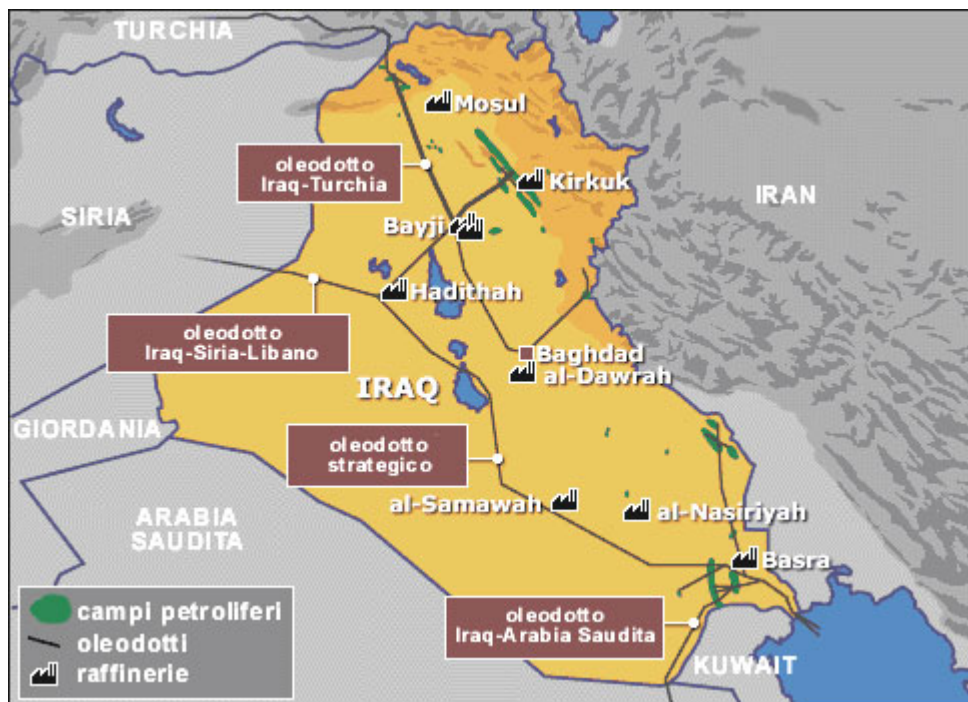 TURCHIA
Mosul
oleodotto
Iraq-Turchia
Kirkuk
IRAN
SIRIA
Bayji
Hadithah
oleodotto
Iraq-Siria-Libano
Baghdad
al-Dawrah
IRAQ
GIORDANIA
oleodotto
strategico
al-Samawah
al-Nasiriyah
ARABIA
SAUDITA
Basra
campi petroliferi
oleodotti
raffinerie
oleodotto
Iraq-Arabia Saudita
KUWAIT